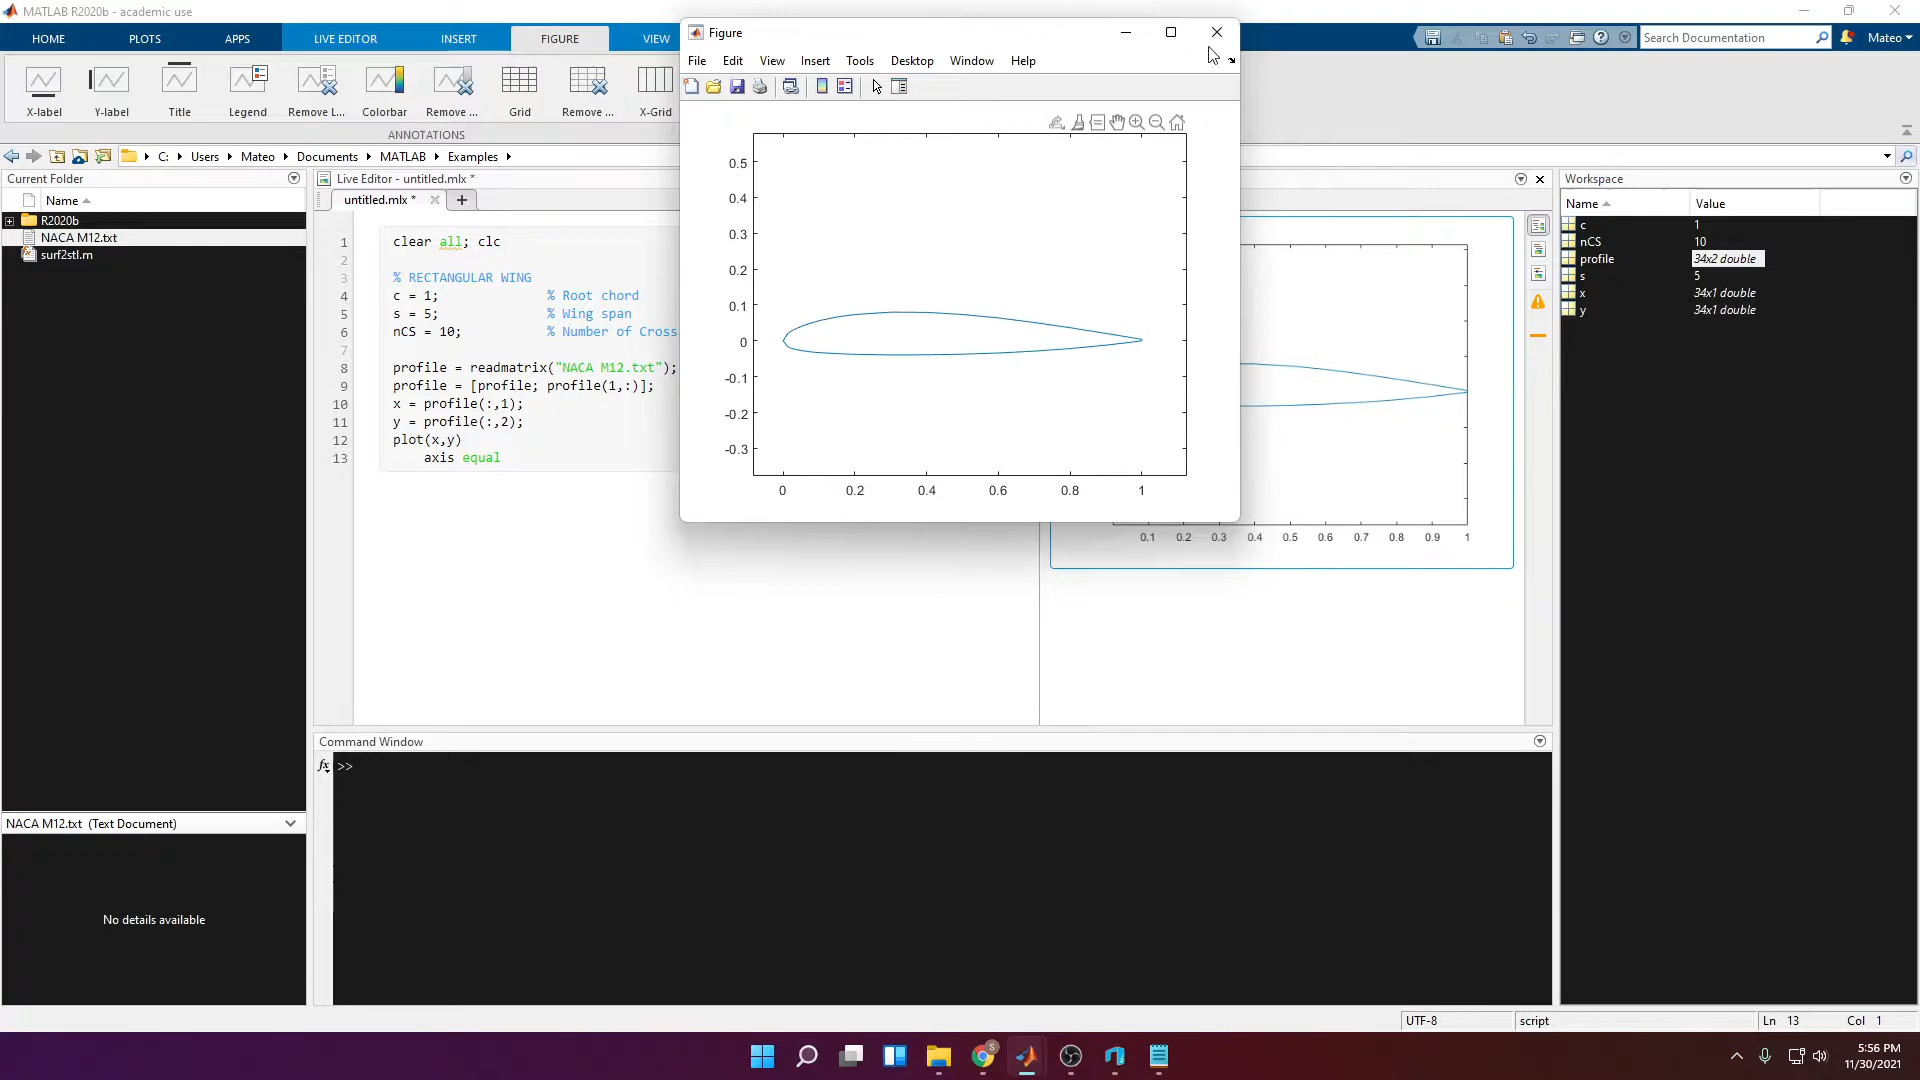 MATLAB R2020b - academic use
HOME
PLOTS
APPS
LIVE EDITOR
INSERT
FIGURE
VIEW
Search Documentation
Mateo
X-label
Y-label
Title
Legend
Remove L...
Colorbar
Remove ...
Grid
Remove ...
X-Grid
ANNOTATIONS
C:
Users
Mateo
Documents
MATLAB
Examples
Current Folder
Name
R2020b
NACA M12.txt
surf2stl.m
NACA M12.txt (Text Document)
No details available
Live Editor - untitled.mlx *
untitled.mlx *
1 clear all; clc
2
3 % RECTANGULAR WING
4 c = 1; % Root chord
5 s = 5; % Wing span
6 nCS = 10; % Number of Cross
7
8 profile = readmatrix("NACA M12.txt");
9 profile = [profile; profile(1,:)];
10 x = profile(:,1);
11 y = profile(:,2);
12 plot(x,y)
13 axis equal
Figure
File Edit View Insert Tools Desktop Window Help
0.5
0.4
0.3
0.2
0.1
0
-0.1
-0.2
-0.3
0 0.2 0.4 0.6 0.8 1
0.1 0.2 0.3 0.4 0.5 0.6 0.7 0.8 0.9 1
Command Window
fx >>
Workspace
Name Value
c 1
nCS 10
profile 34x2 double
s 5
x 34x1 double
y 34x1 double
UTF-8
script
Ln 13
Col 1
S
5:56 PM
11/30/2021